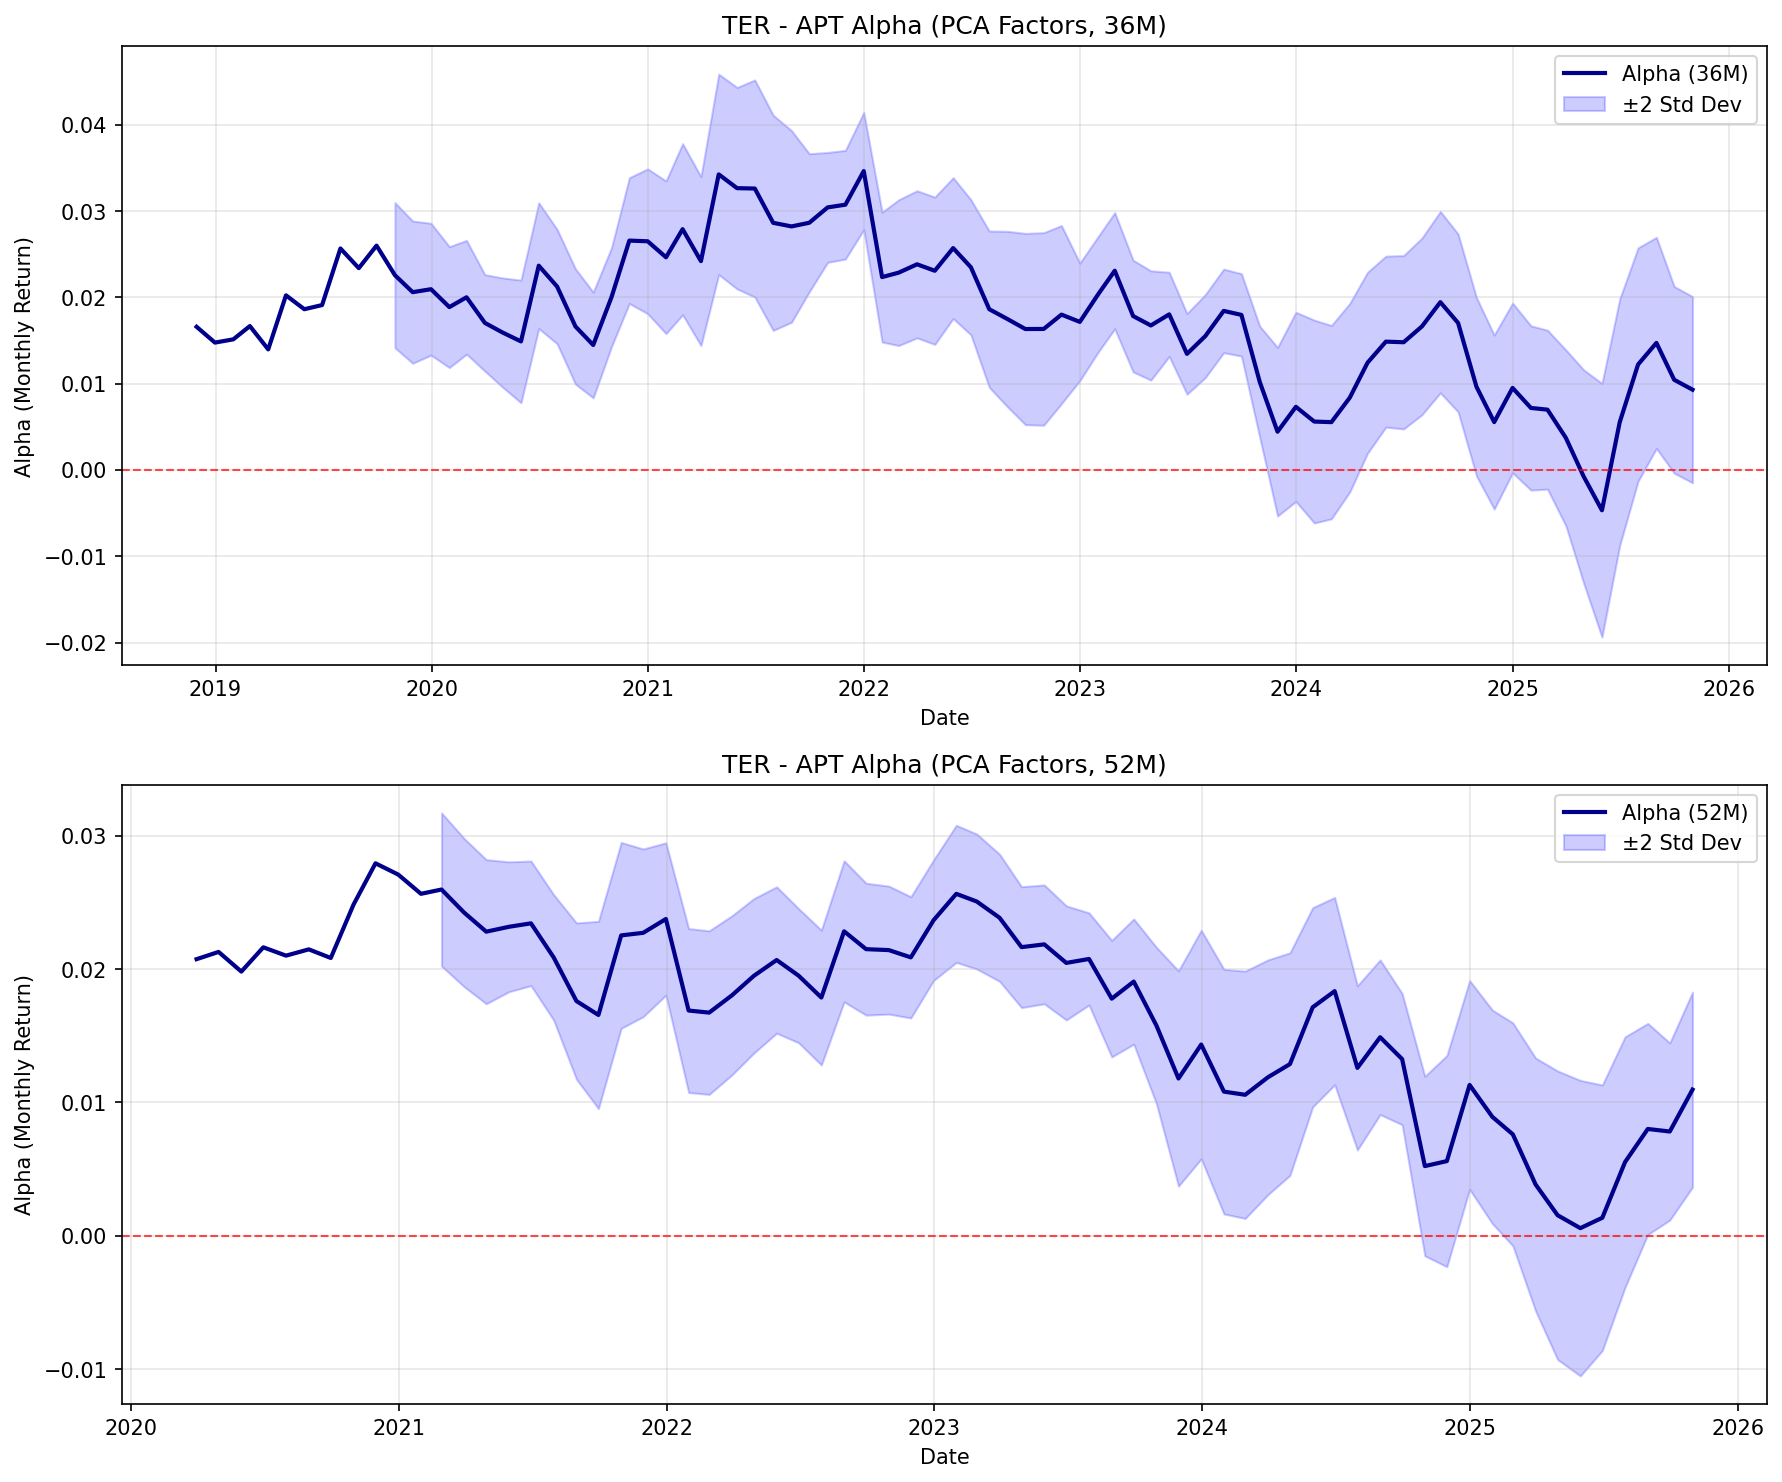 TER - APT Alpha (PCA Factors, 36M)
Alpha (36M)
±2 Std Dev
Alpha (Monthly Return)
0.04
0.03
0.02
0.01
0.00
−0.01
−0.02
2019 2020 2021 2022 2023 2024 2025 2026
Date
TER - APT Alpha (PCA Factors, 52M)
Alpha (52M)
±2 Std Dev
Alpha (Monthly Return)
0.03
0.02
0.01
0.00
−0.01
2020 2021 2022 2023 2024 2025 2026
Date